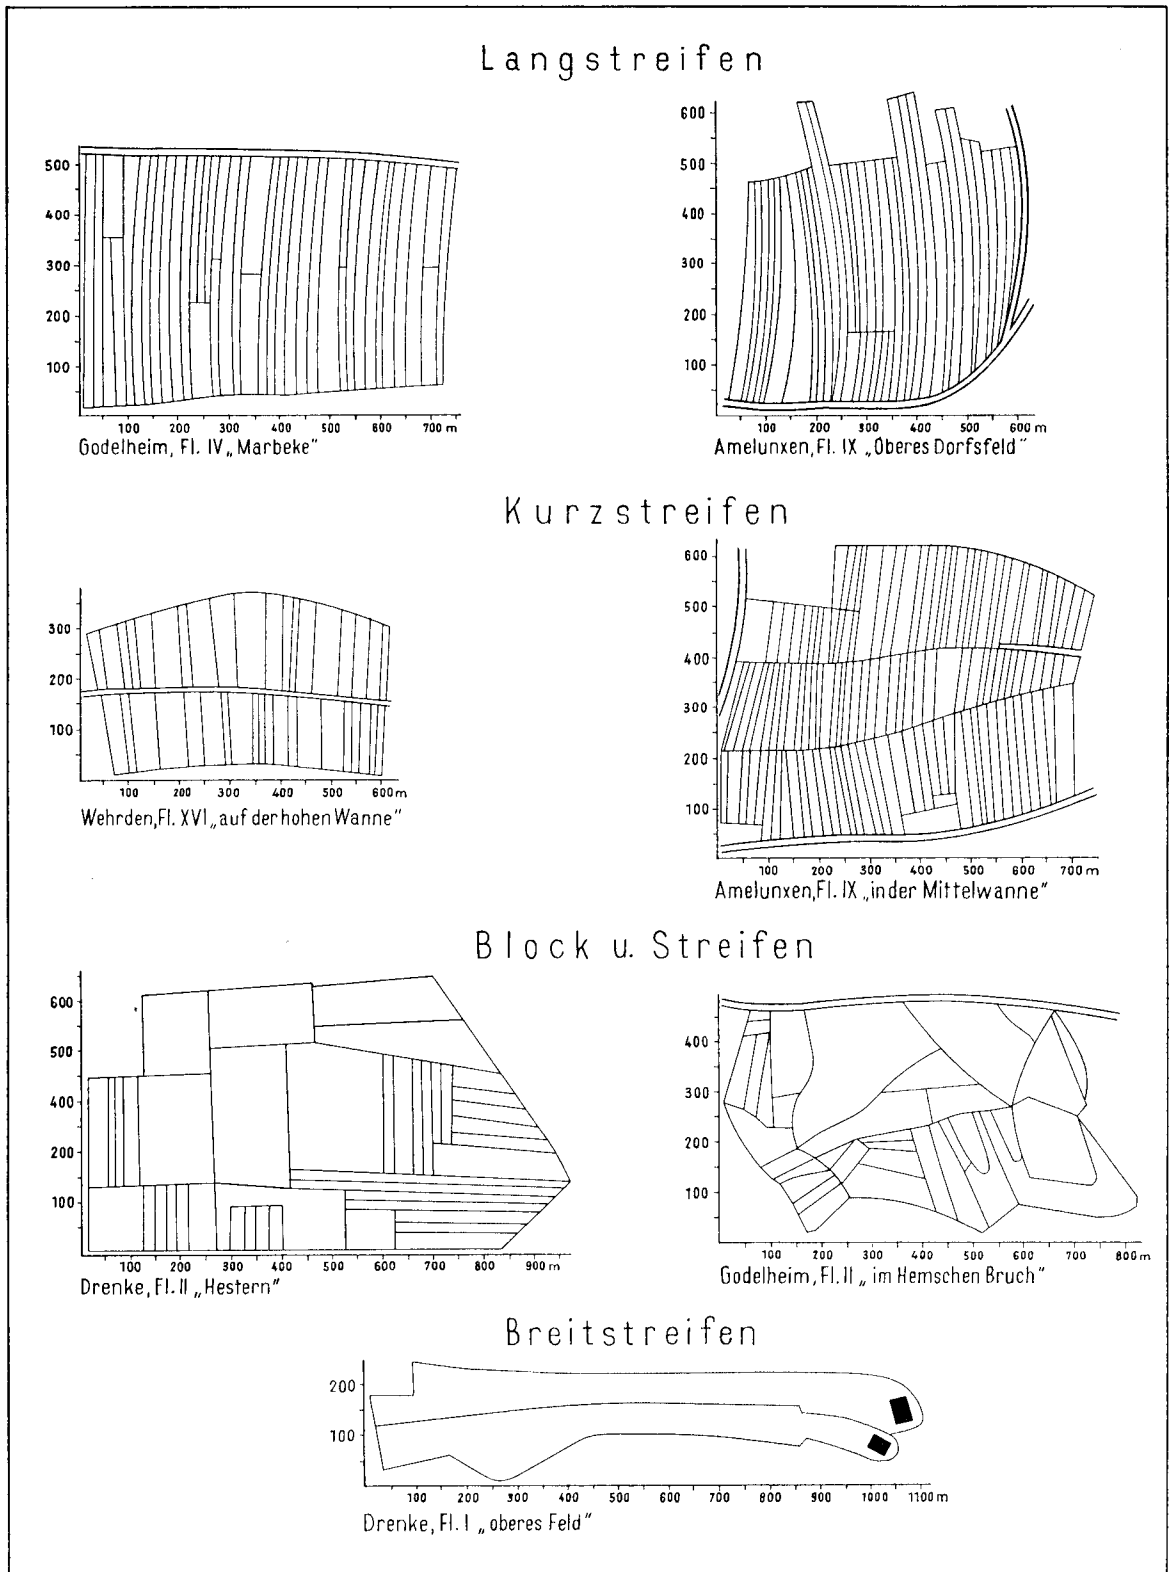 Langstreifen
500
400
300
200
100
100 200 300 400 500 600 700 m
Godelheim, Fl. IV „Marbeke"
600
500
400
300
200
100
100 200 300 400 500 600 m
Amelunxen, Fl. IX „Oberes Dorfsfeld"
Kurzstreifen
300
200
100
100 200 300 400 500 600 m
Wehrden, Fl. XVI „auf der hohen Wanne"
600
500
400
300
200
100
100 200 300 400 500 600 700 m
Amelunxen, Fl. IX „in der Mittelwanne"
Block u. Streifen
600
500
400
300
200
100
100 200 300 400 500 600 700 800 900 m
Drenke, Fl. II „Hestern"
400
300
200
100
100 200 300 400 500 600 700 800 m
Godelheim, Fl. II „im Hemschen Bruch"
Breitstreifen
200
100
100 200 300 400 500 600 700 800 900 1000 1100 m
Drenke, Fl. I „oberes Feld"